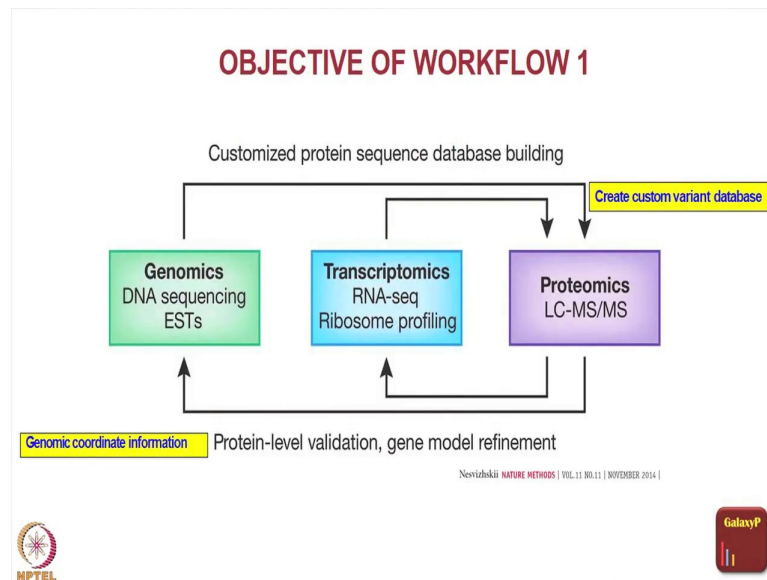 OBJECTIVE OF WORKFLOW 1
Customized protein sequence database building
Create custom variant database
Genomics
DNA sequencing
ESTs
Transcriptomics
RNA-seq
Ribosome profiling
Proteomics
LC-MS/MS
Genomic coordinate information
Protein-level validation, gene model refinement
Nesvizhskii NATURE METHODS | VOL.11 NO.11 | NOVEMBER 2014 |
GalaxyP
NPTEL